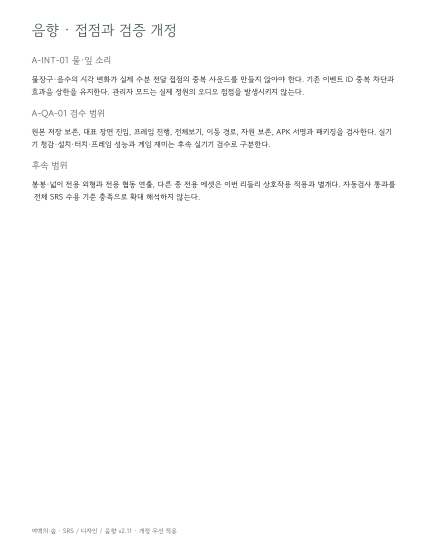 음향 · 접점과 검증 개정
A-INT-01 물·잎 소리
물장구·음수의 시각 변화가 실제 수분 전달 접점의 중복 사운드를 만들지 않아야 한다. 기존 이벤트 ID 중복 차단과
효과음 상한을 유지한다. 관리자 모드는 실제 정원의 오디오 접점을 발생시키지 않는다.
A-QA-01 검수 범위
원본 저장 보존, 대표 장면 진입, 프레임 진행, 전체보기, 이동 경로, 자원 보존, APK 서명과 패키징을 검사한다. 실기
기 청감·설치·터치·프레임 성능과 게임 재미는 후속 실기기 검수로 구분한다.
후속 범위
봉봉·넓이 전용 외형과 전용 협동 연출, 다른 종 전용 에셋은 이번 리들리 상호작용 적용과 별개다. 자동검사 통과를
전체 SRS 수용 기준 충족으로 확대 해석하지 않는다.
여백의 숲 · SRS / 디자인 / 음향 v2.11 · 개정 우선 적용